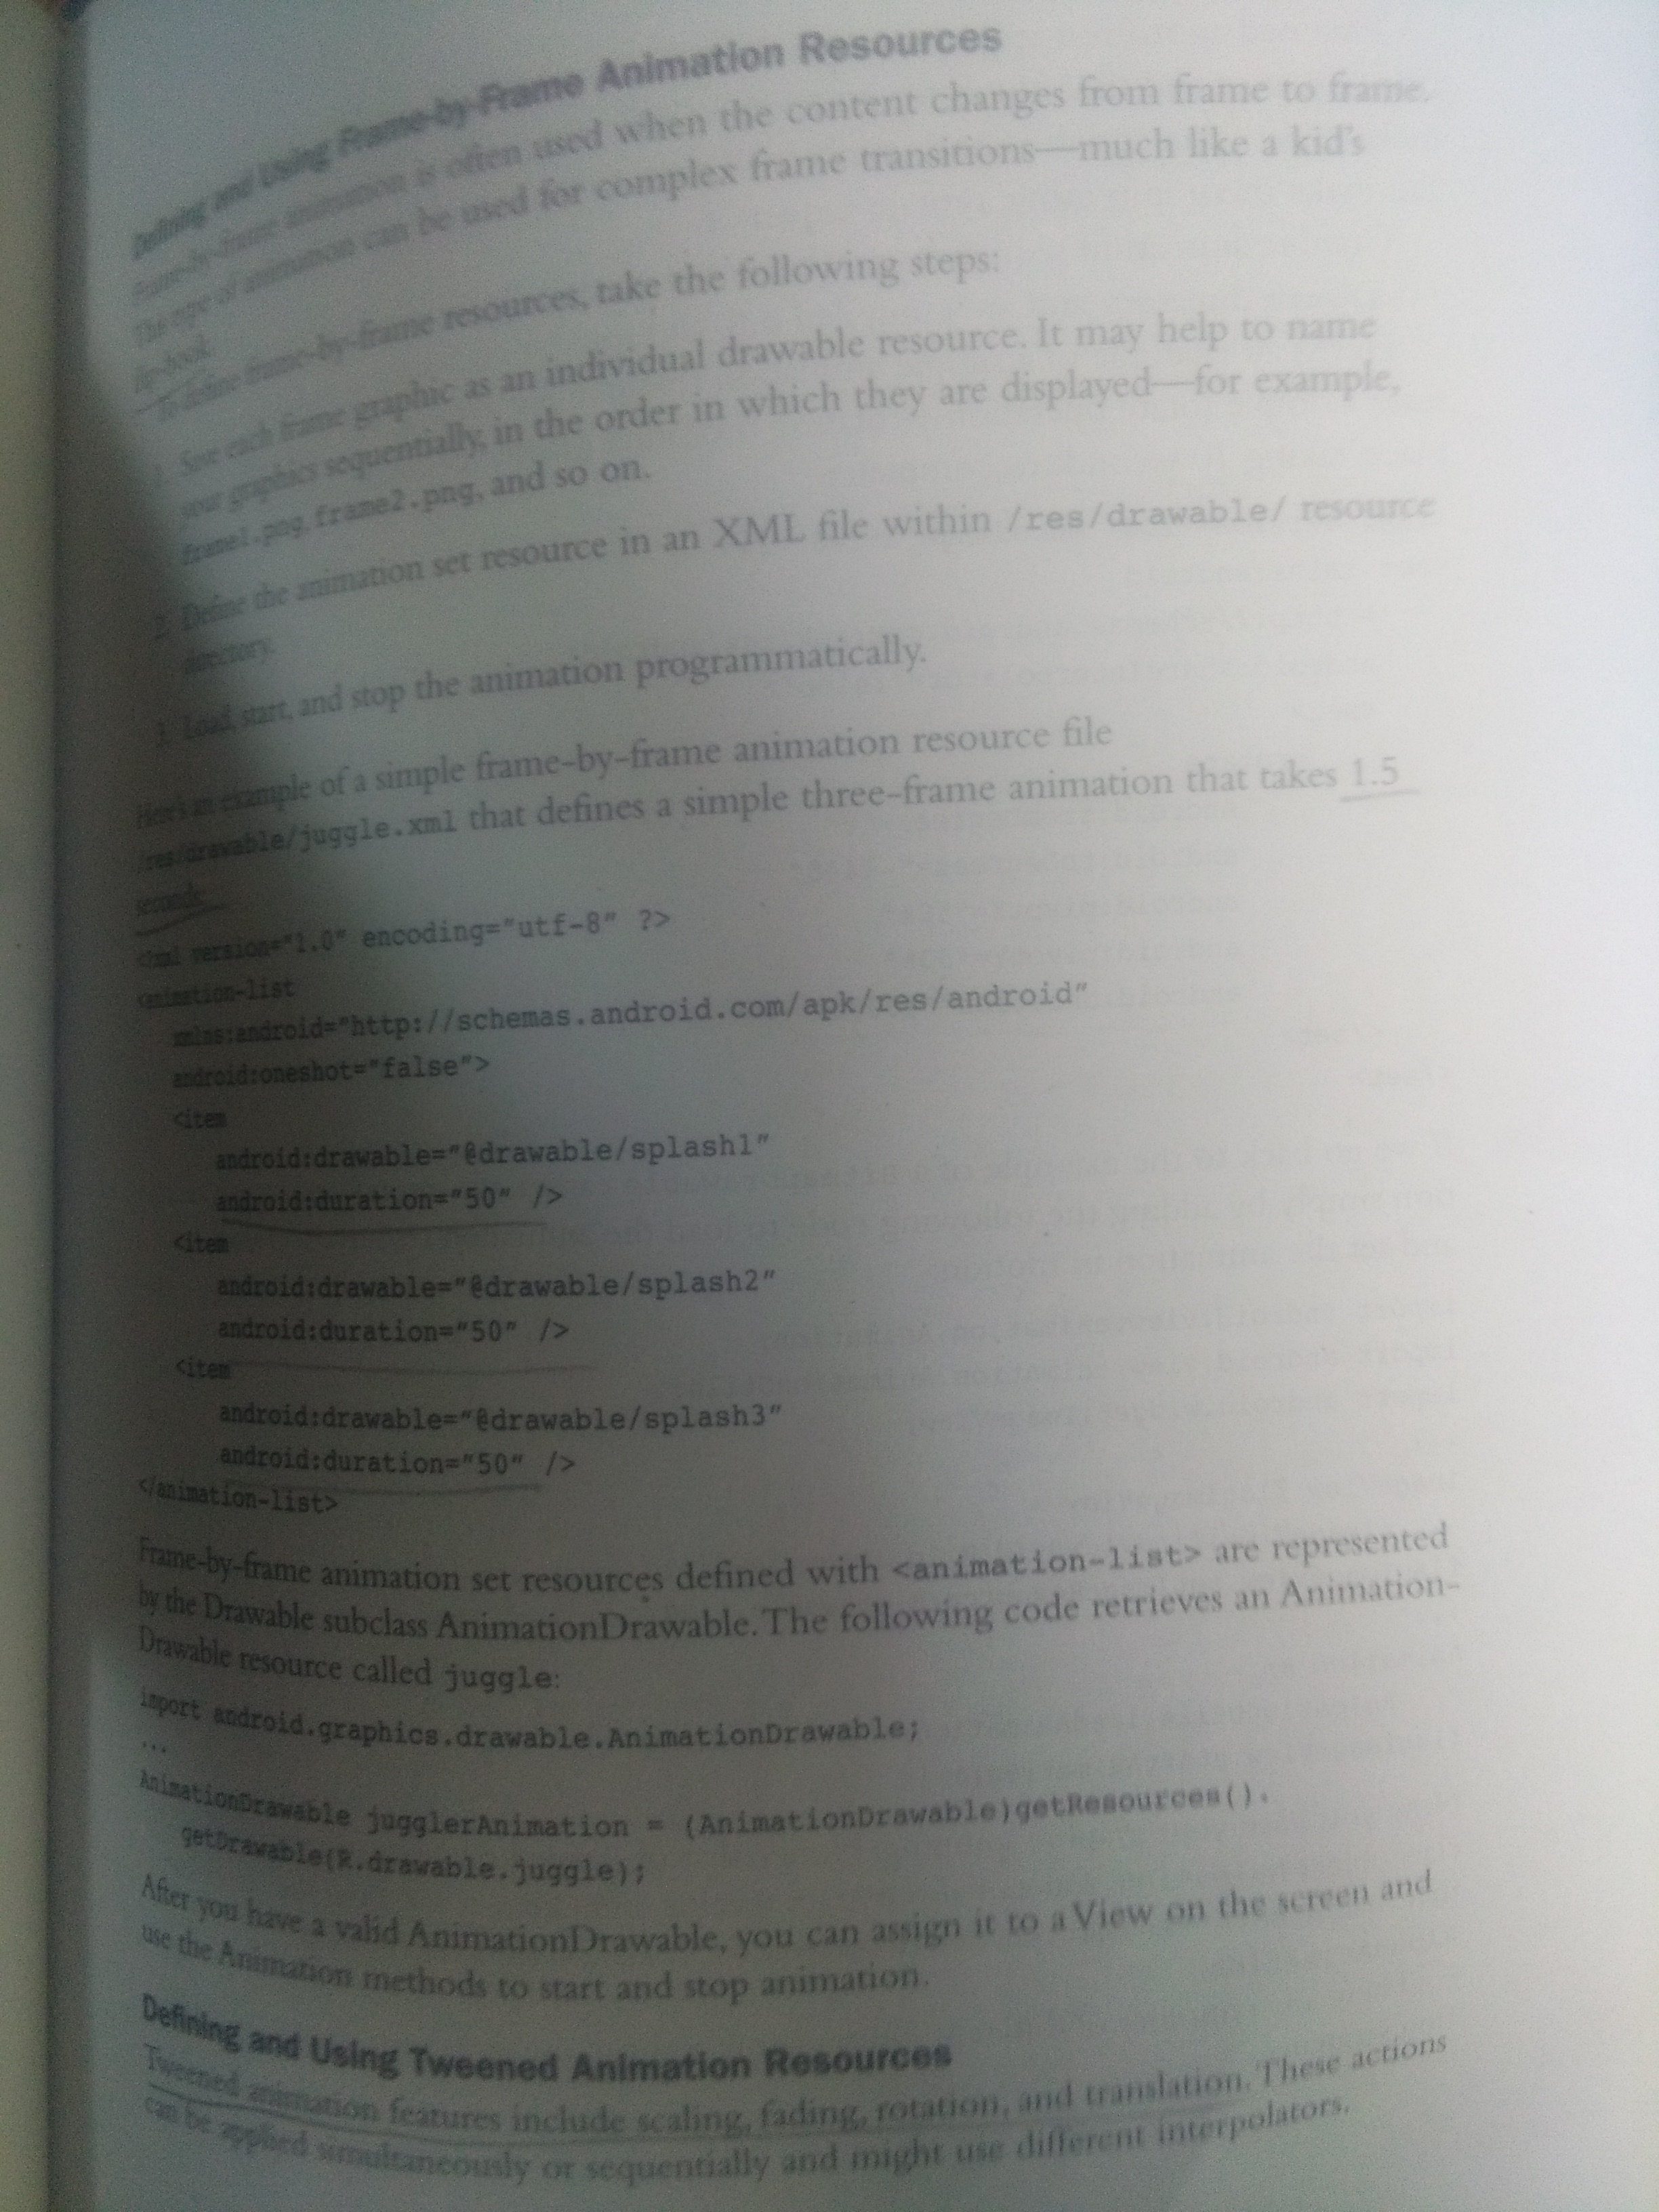 Defining and Using Frame-by-Frame Animation Resources
Frame-by-frame animation is often used when the content changes from frame to frame.
This type of animation can be used for complex frame transitions—much like a kid's
flip-book.
To define frame-by-frame resources, take the following steps:
1. Save each frame graphic as an individual drawable resource. It may help to name
your graphics sequentially, in the order in which they are displayed—for example,
frame1.png, frame2.png, and so on.
2. Define the animation set resource in an XML file within /res/drawable/ resource
directory.
3. Load, start, and stop the animation programmatically.
Here's an example of a simple frame-by-frame animation resource file
/res/drawable/juggle.xml that defines a simple three-frame animation that takes 1.5
seconds:
<?xml version="1.0" encoding="utf-8" ?>
<animation-list
xmlns:android="http://schemas.android.com/apk/res/android"
android:oneshot="false">
<item
android:drawable="@drawable/splash1"
android:duration="50" />
<item
android:drawable="@drawable/splash2"
android:duration="50" />
<item
android:drawable="@drawable/splash3"
android:duration="50" />
</animation-list>
Frame-by-frame animation set resources defined with <animation-list> are represented
by the Drawable subclass AnimationDrawable. The following code retrieves an Animation-
Drawable resource called juggle:
import android.graphics.drawable.AnimationDrawable;
...
AnimationDrawable jugglerAnimation = (AnimationDrawable)getResources().
getDrawable(R.drawable.juggle);
After you have a valid AnimationDrawable, you can assign it to a View on the screen and
use the Animation methods to start and stop animation.
Defining and Using Tweened Animation Resources
Tweened animation features include scaling, fading, rotation, and translation. These actions
can be applied simultaneously or sequentially and might use different interpolators.